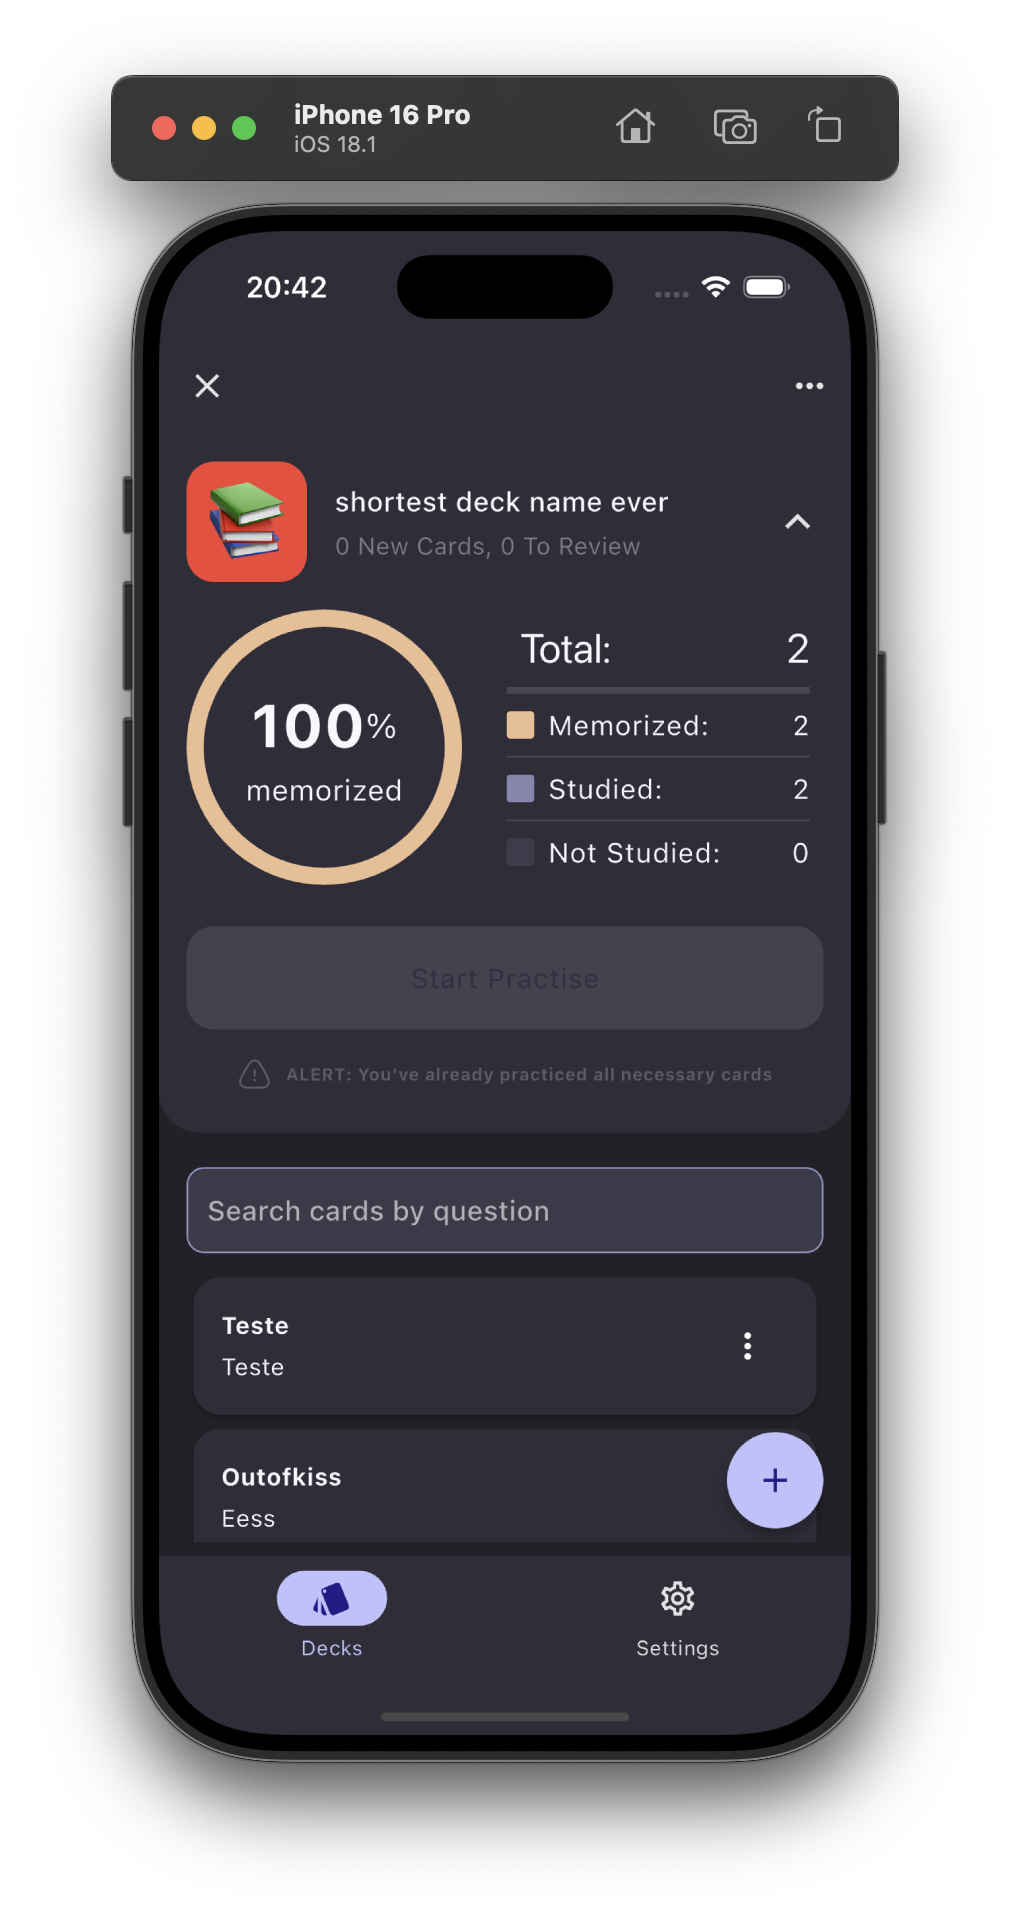 iPhone 16 Pro
iOS 18.1
20:42
shortest deck name ever
0 New Cards, 0 To Review
100%
memorized
Total: 2
Memorized: 2
Studied: 2
Not Studied: 0
Start Practise
ALERT: You've already practiced all necessary cards
Search cards by question
Teste
Teste
Outofkiss
Eess
Decks
Settings